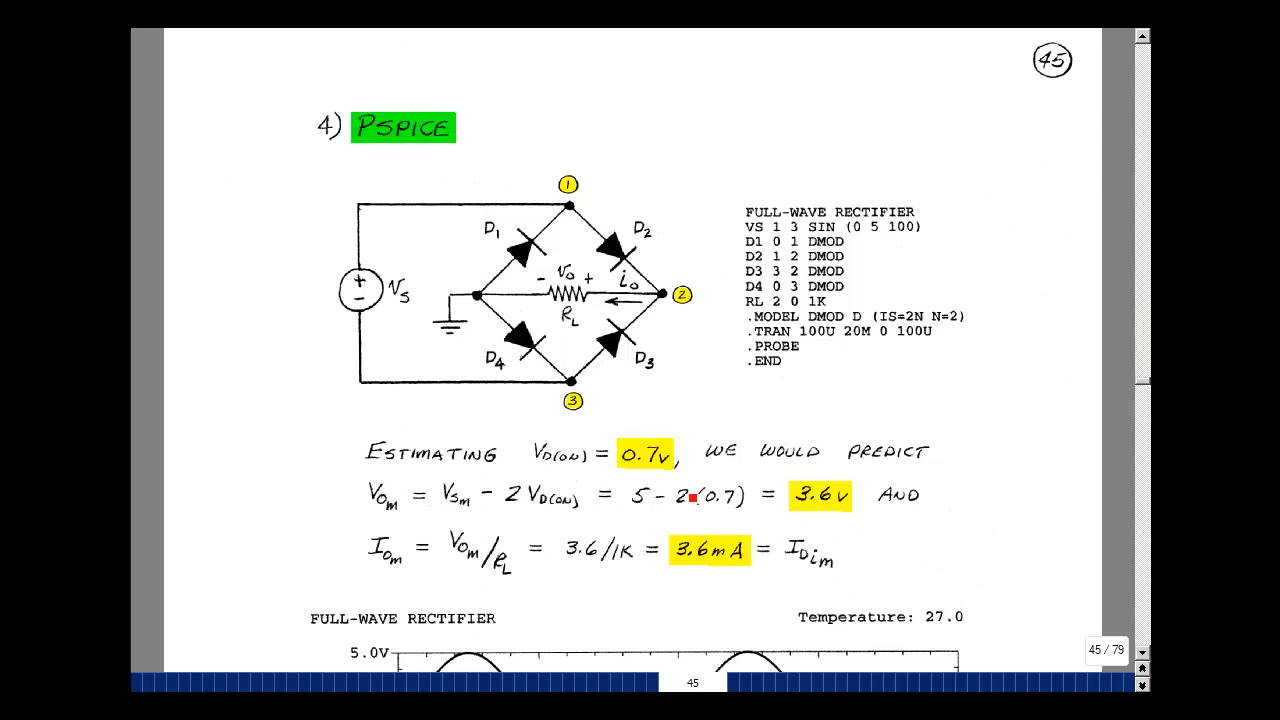 45
4) PSPICE
1
D1
D2
- vo +
io
2
+
-
Vs
RL
D4
D3
3
FULL-WAVE RECTIFIER
VS 1 3 SIN (0 5 100)
D1 0 1 DMOD
D2 1 2 DMOD
D3 3 2 DMOD
D4 0 3 DMOD
RL 2 0 1K
.MODEL DMOD D (IS=2N N=2)
.TRAN 100U 20M 0 100U
.PROBE
.END
ESTIMATING VD(ON) = 0.7V, WE WOULD PREDICT
Vom = Vsm - 2 VD(ON) = 5 - 2(0.7) = 3.6V AND
Iom = Vom/RL = 3.6/1K = 3.6mA = IDim
FULL-WAVE RECTIFIER Temperature: 27.0
5.0V
45 / 79
45